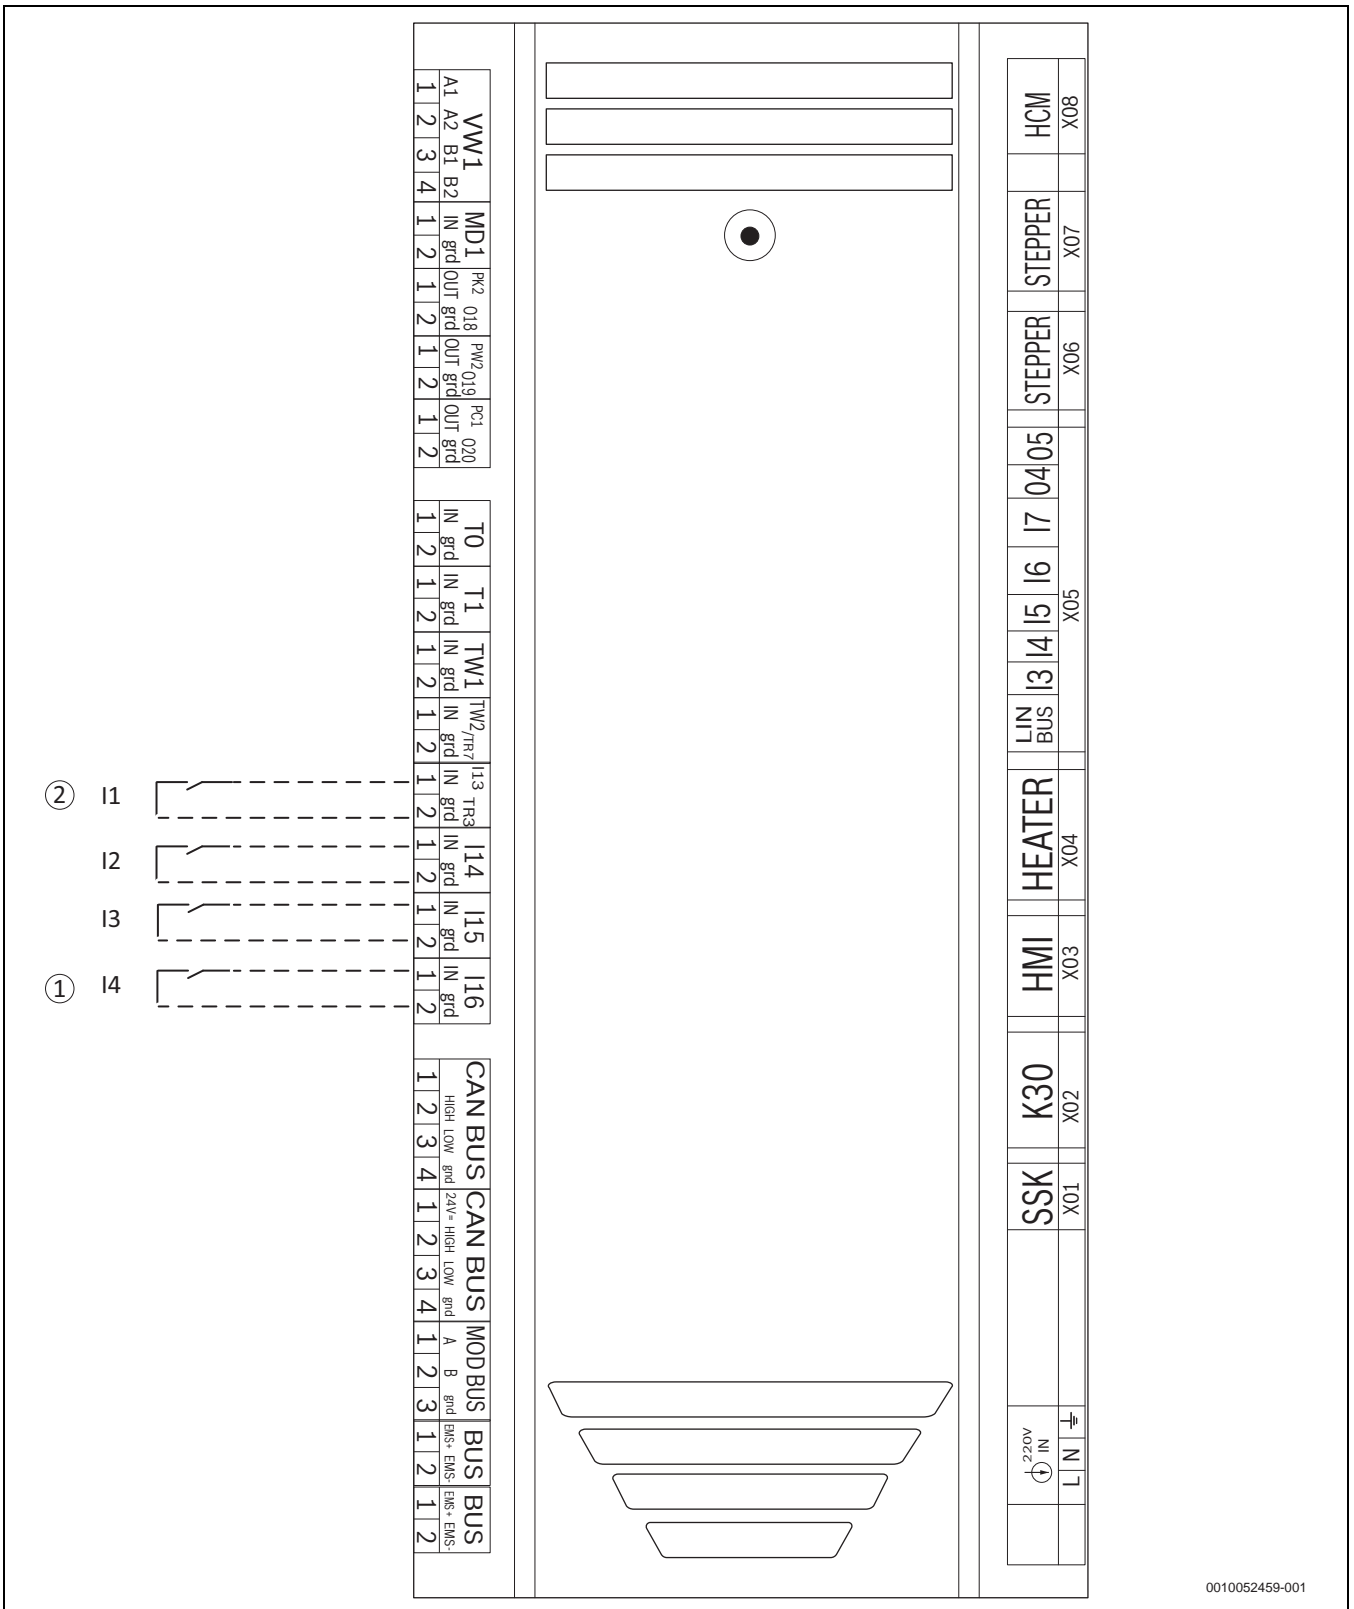 1 2 3 4
A1 A2 B1 B2
VW1
1 2
IN grd
MD1
1 2
OUT grd
PK2 018
1 2
OUT grd
PW2 019
1 2
OUT grd
PC1 020
1 2
IN grd
T0
1 2
IN grd
T1
1 2
IN grd
TW1
1 2
IN grd
TW2/TR7
② I1
1 2
IN grd
I13 TR3
I2
1 2
IN grd
I14
I3
1 2
IN grd
I15
① I4
1 2
IN grd
I16
1 2 3 4
HIGH LOW gnd
CAN BUS
1 2 3 4
24V= HIGH LOW gnd
CAN BUS
1 2 3
A B gnd
MOD BUS
1 2
EMS+ EMS-
BUS
1 2
EMS+ EMS-
BUS
HCM
X08
STEPPER
X07
STEPPER
X06
LIN BUS I3 I4 I5 I6 I7 04 05
X05
HEATER
X04
HMI
X03
K30
X02
SSK
X01
220V
IN
L N
0010052459-001